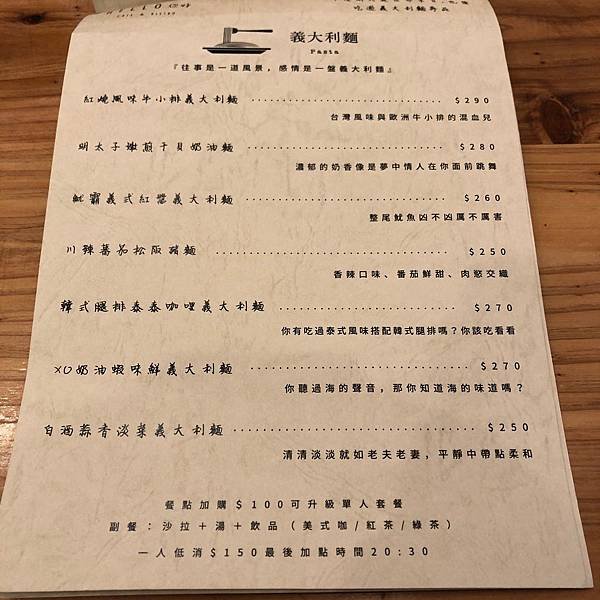 義大利麵
Pasta
『往事是一道風景，感情是一盤義大利麵』
紅燒風味牛小排義大利麵 $290
台灣風味與歐洲牛小排的混血兒
明太子嫩煎干貝奶油麵 $280
濃郁的奶香像是夢中情人在你面前跳舞
魷霸義式紅醬義大利麵 $260
整尾魷魚凶不凶厲不厲害
川辣蕃茄松阪豬麵 $250
香辣口味、番茄鮮甜、肉慾交織
韓式腿排泰泰咖哩義大利麵 $270
你有吃過泰式風味搭配韓式腿排嗎？你該吃看看
XO奶油蝦味鮮義大利麵 $270
你聽過海的聲音，那你知道海的味道嗎？
白酒蒜香淡菜義大利麵 $250
清清淡淡就如老夫老妻，平靜中帶點柔和
餐點加購$100可升級單人套餐
副餐：沙拉＋湯＋飲品（美式咖/紅茶/綠茶）
一人低消$150最後加點時間20:30